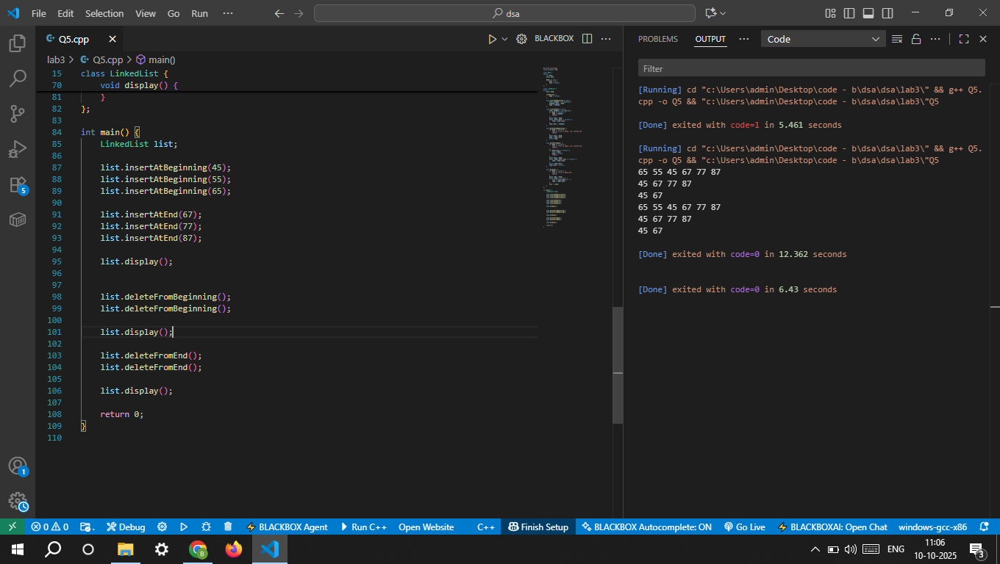 File Edit Selection View Go Run ··· dsa
Q5.cpp BLACKBOX ···
lab3 > Q5.cpp > main()
15 class LinkedList {
70 void display() {
81 }
82 };
83
84 int main() {
85 LinkedList list;
86
87 list.insertAtBeginning(45);
88 list.insertAtBeginning(55);
89 list.insertAtBeginning(65);
90
91 list.insertAtEnd(67);
92 list.insertAtEnd(77);
93 list.insertAtEnd(87);
94
95 list.display();
96
97
98 list.deleteFromBeginning();
99 list.deleteFromBeginning();
100
101 list.display();
102
103 list.deleteFromEnd();
104 list.deleteFromEnd();
105
106 list.display();
107
108 return 0;
109 }
110
PROBLEMS OUTPUT ··· Code ···
Filter
[Running] cd "c:\Users\admin\Desktop\code - b\dsa\dsa\lab3\" && g++ Q5.
cpp -o Q5 && "c:\Users\admin\Desktop\code - b\dsa\dsa\lab3\"Q5
[Done] exited with code=1 in 5.461 seconds
[Running] cd "c:\Users\admin\Desktop\code - b\dsa\dsa\lab3\" && g++ Q5.
cpp -o Q5 && "c:\Users\admin\Desktop\code - b\dsa\dsa\lab3\"Q5
65 55 45 67 77 87
45 67 77 87
45 67
65 55 45 67 77 87
45 67 77 87
45 67
[Done] exited with code=0 in 12.362 seconds
[Done] exited with code=0 in 6.43 seconds
5
1
0 0 Debug BLACKBOX Agent Run C++ Open Website C++ Finish Setup BLACKBOX Autocomplete: ON Go Live BLACKBOXAI: Open Chat windows-gcc-x86
ENG 11:06
10-10-2025 3